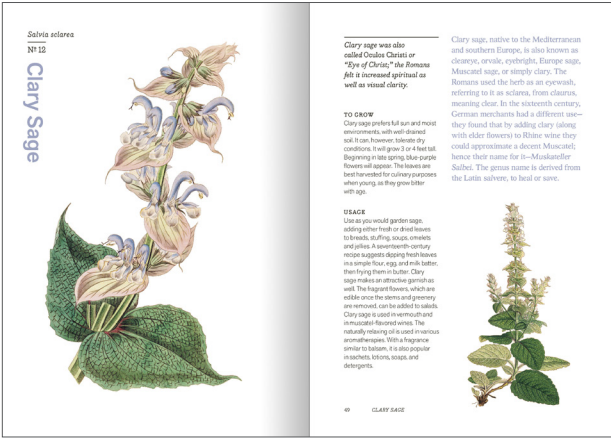 Salvia sclarea
Nº 12
Clary Sage
Clary sage was also
called Oculos Christi or
“Eye of Christ;” the Romans
felt it increased spiritual as
well as visual clarity.
TO GROW
Clary sage prefers full sun and moist
environments, with well-drained
soil. It can, however, tolerate dry
conditions. It will grow 3 or 4 feet tall.
Beginning in late spring, blue-purple
flowers will appear. The leaves are
best harvested for culinary purposes
when young, as they grow bitter
with age.
USAGE
Use as you would garden sage,
adding either fresh or dried leaves
to breads, stuffing, soups, omelets
and jellies. A seventeenth-century
recipe suggests dipping fresh leaves
in a simple flour, egg, and milk batter,
then frying them in butter. Clary
sage makes an attractive garnish as
well. The fragrant flowers, which are
edible once the stems and greenery
are removed, can be added to salads.
Clary sage is used in vermouth and
in muscatel-flavored wines. The
naturally relaxing oil is used in various
aromatherapies. With a fragrance
similar to balsam, it is also popular
in sachets, lotions, soaps, and
detergents.
Clary sage, native to the Mediterranean
and southern Europe, is also known as
cleareye, orvale, eyebright, Europe sage,
Muscatel sage, or simply clary. The
Romans used the herb as an eyewash,
referring to it as sclarea, from claurus,
meaning clear. In the sixteenth century,
German merchants had a different use—
they found that by adding clary (along
with elder flowers) to Rhine wine they
could approximate a decent Muscatel;
hence their name for it—Muskateller
Salbei. The genus name is derived from
the Latin salvere, to heal or save.
49 CLARY SAGE